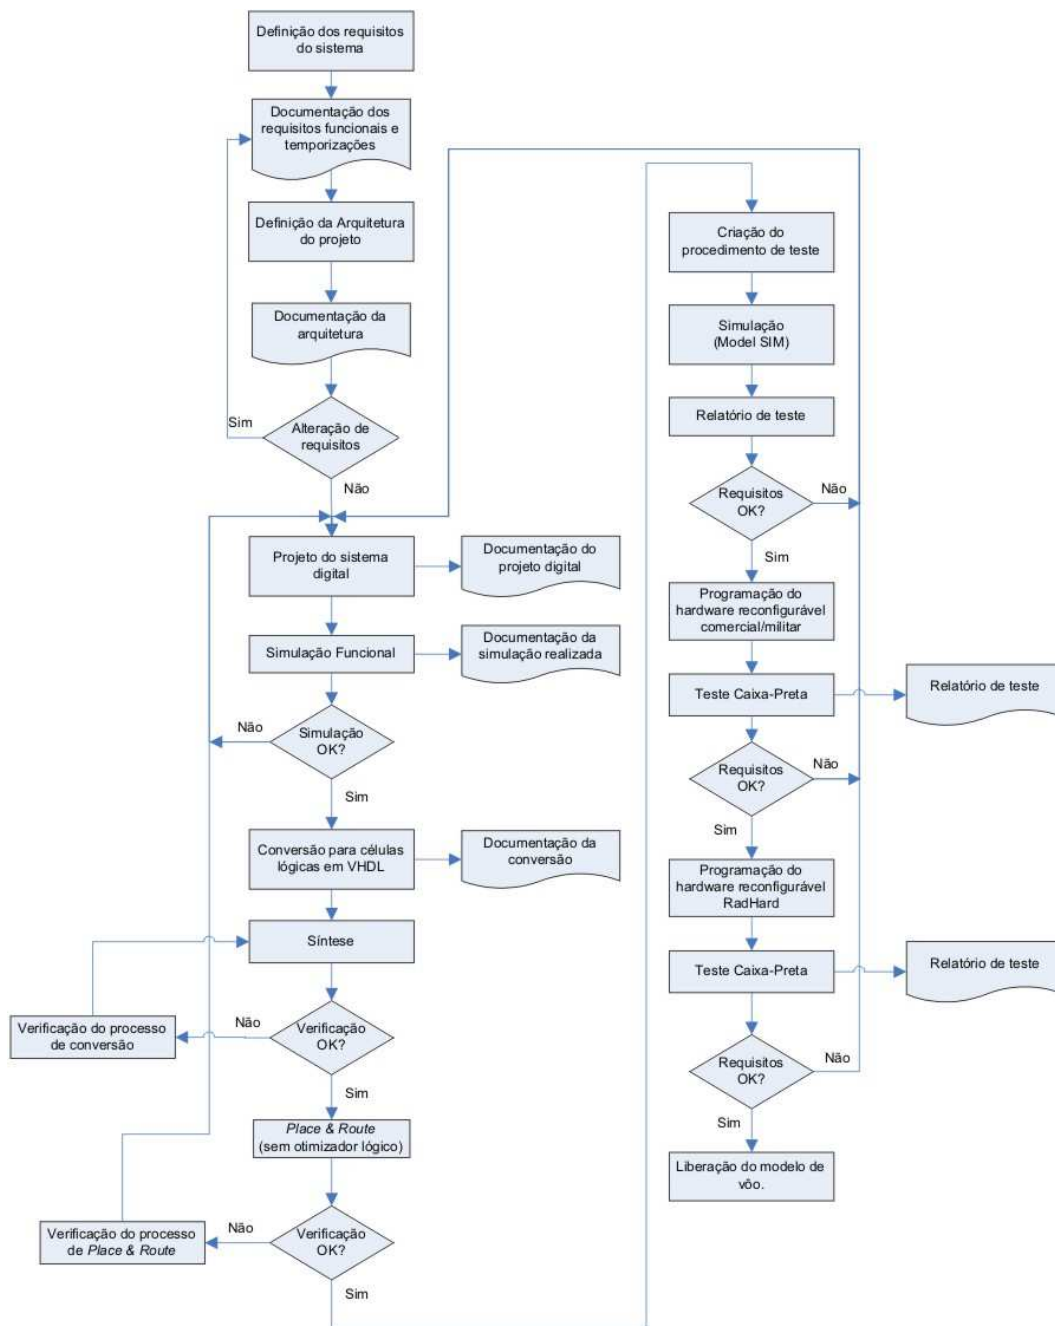 Definição dos requisitos
do sistema
Documentação dos
requisitos funcionais e
temporizações
Definição da Arquitetura
do projeto
Documentação da
arquitetura
Sim
Alteração de
requisitos
Não
Projeto do sistema
digital
Documentação do
projeto digital
Simulação Funcional
Documentação da
simulação realizada
Não
Simulação
OK?
Sim
Conversão para células
lógicas em VHDL
Documentação da
conversão
Síntese
Verificação do processo
de conversão
Não
Verificação
OK?
Sim
Place & Route
(sem otimizador lógico)
Verificação do processo
de Place & Route
Não
Verificação
OK?
Sim
Criação do
procedimento de teste
Simulação
(Model SIM)
Relatório de teste
Requisitos
OK?
Não
Sim
Programação do
hardware reconfigurável
comercial/militar
Teste Caixa-Preta
Relatório de teste
Requisitos
OK?
Não
Sim
Programação do
hardware reconfigurável
RadHard
Teste Caixa-Preta
Relatório de teste
Requisitos
OK?
Não
Sim
Liberação do modelo de
vôo.